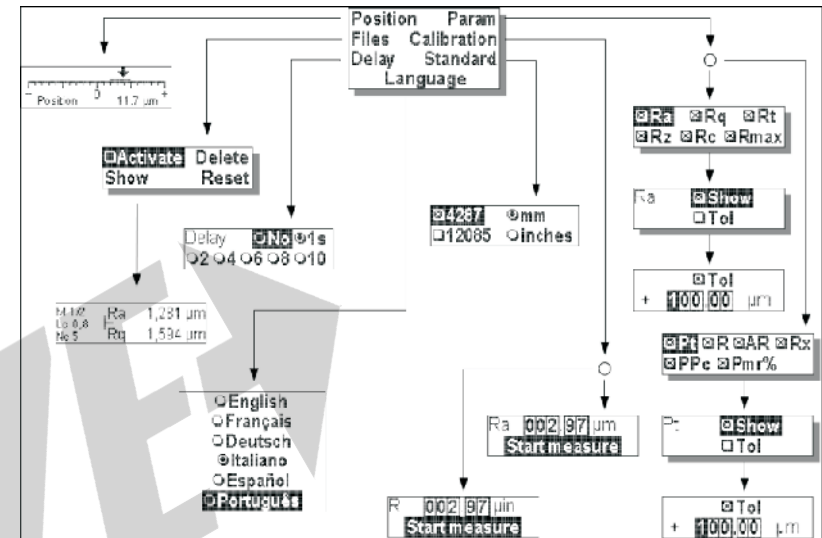 Position Param
Files Calibration
Delay Standard
Language
- 0 +
Position 11.7 µm
Activate Delete
Show Reset
Delay No 1s
2 4 6 8 10
4287 mm
12085 inches
Ra Rq Rt
Rz Rc Rmax
Ra Show
Tol
Tol
+ 100,00 µm
Ra 1,281 µm
Rq 1,594 µm
English
Français
Deutsch
Italiano
Español
Português
Ra 002,97 µm
Start measure
R 002,97 µin
Start measure
Pt R AR Rx
PPc Pmr%
Pt Show
Tol
Tol
+ 100,00 µm